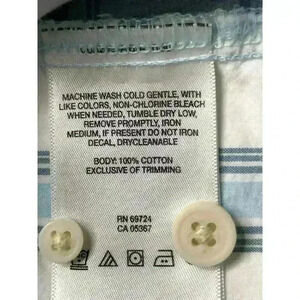 MACHINE WASH COLD GENTLE, WITH
LIKE COLORS, NON-CHLORINE BLEACH
WHEN NEEDED, TUMBLE DRY LOW,
REMOVE PROMPTLY, IRON
MEDIUM, IF PRESENT DO NOT IRON
DECAL, DRYCLEANABLE
BODY: 100% COTTON
EXCLUSIVE OF TRIMMING
RN 69724
CA 05367